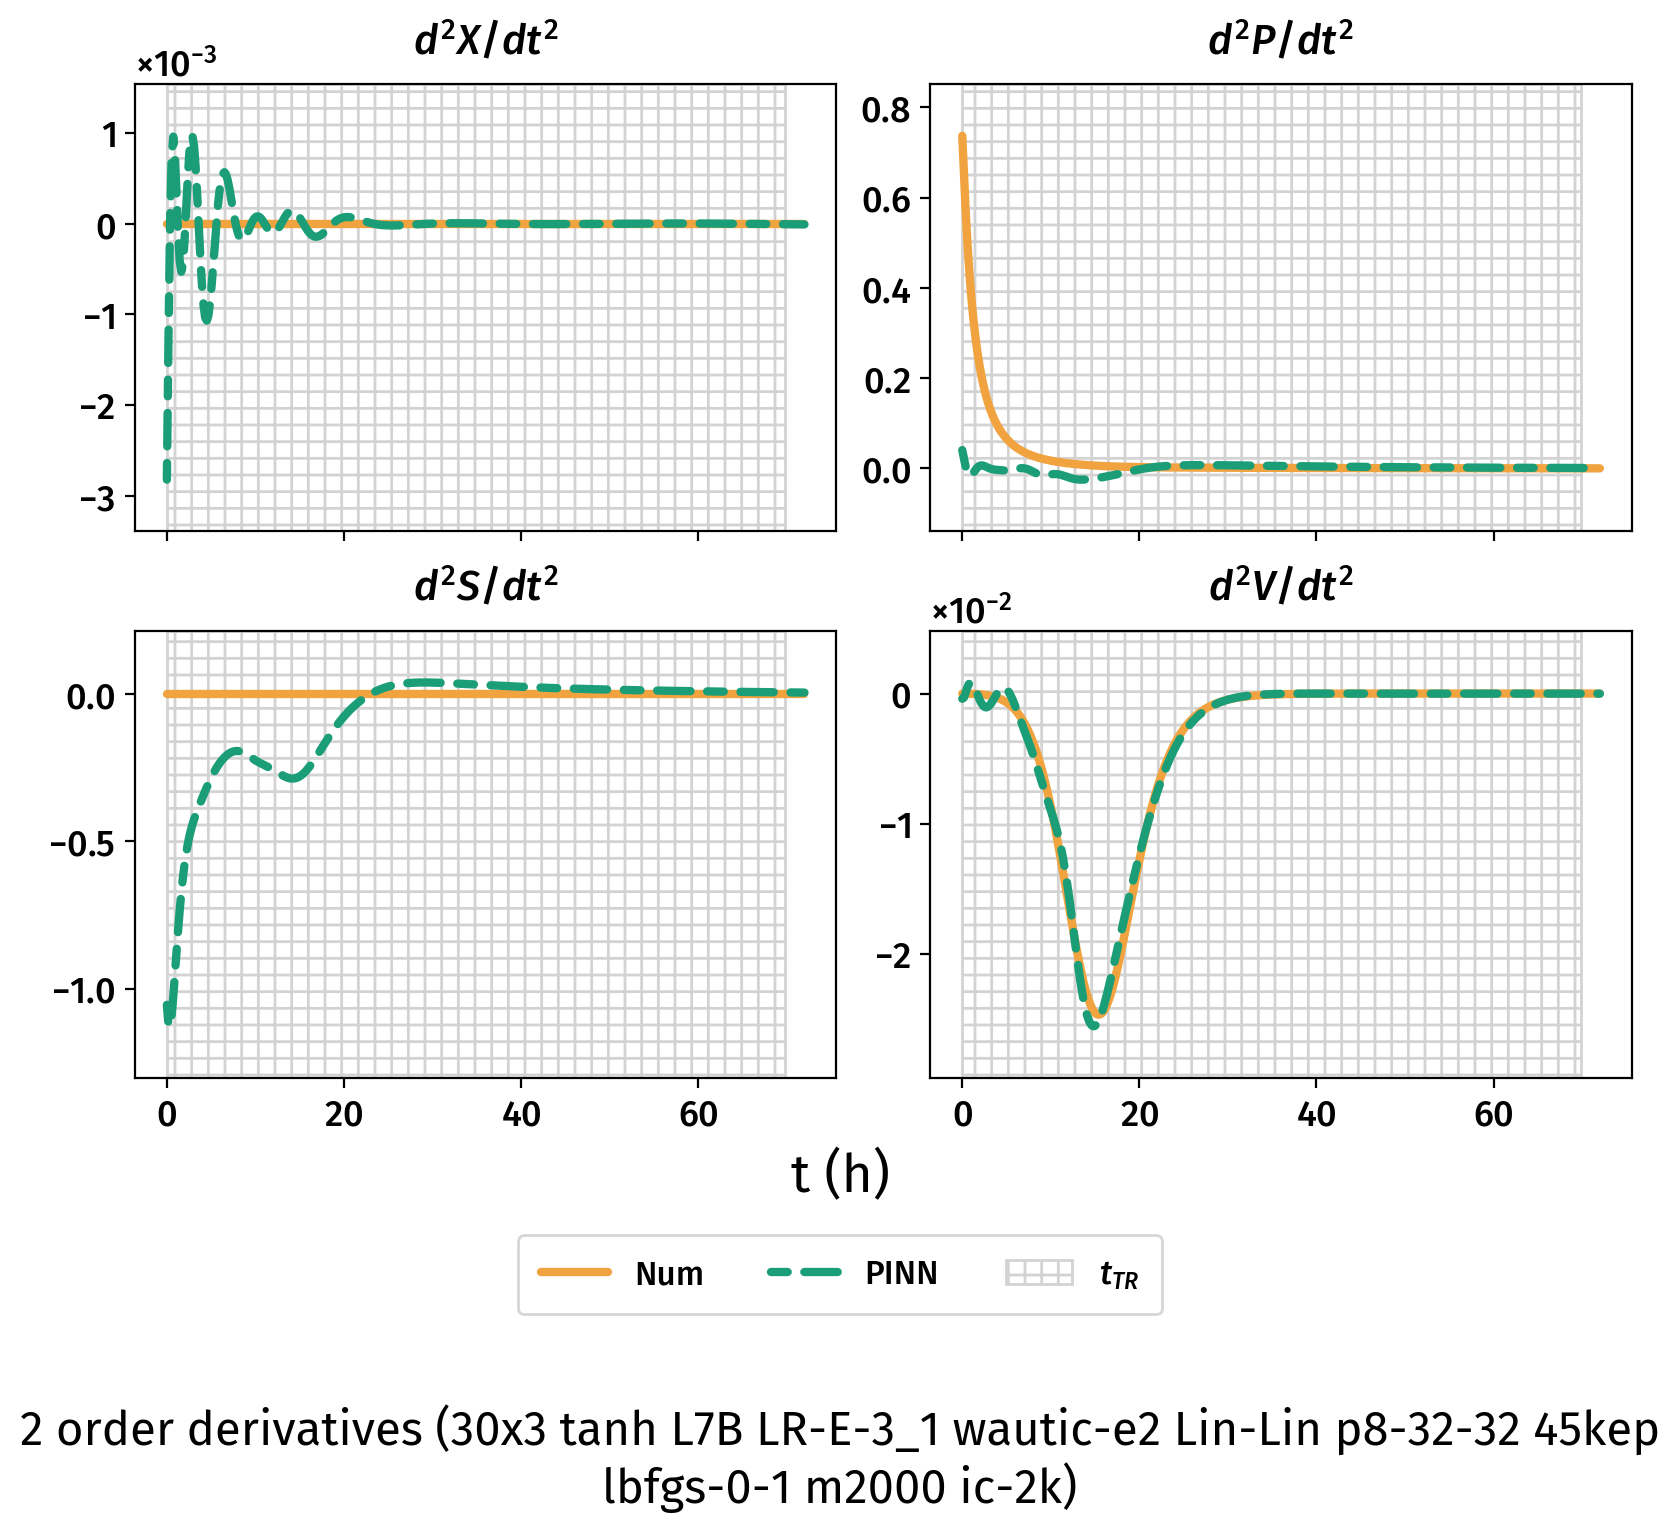 d²X/dt²
d²P/dt²
×10⁻³
1
0
−1
−2
−3
0.8
0.6
0.4
0.2
0.0
d²S/dt²
d²V/dt²
×10⁻²
0.0
−0.5
−1.0
0
−1
−2
0 20 40 60
0 20 40 60
t (h)
Num PINN t_TR
2 order derivatives (30x3 tanh L7B LR-E-3_1 wautic-e2 Lin-Lin p8-32-32 45kep
lbfgs-0-1 m2000 ic-2k)